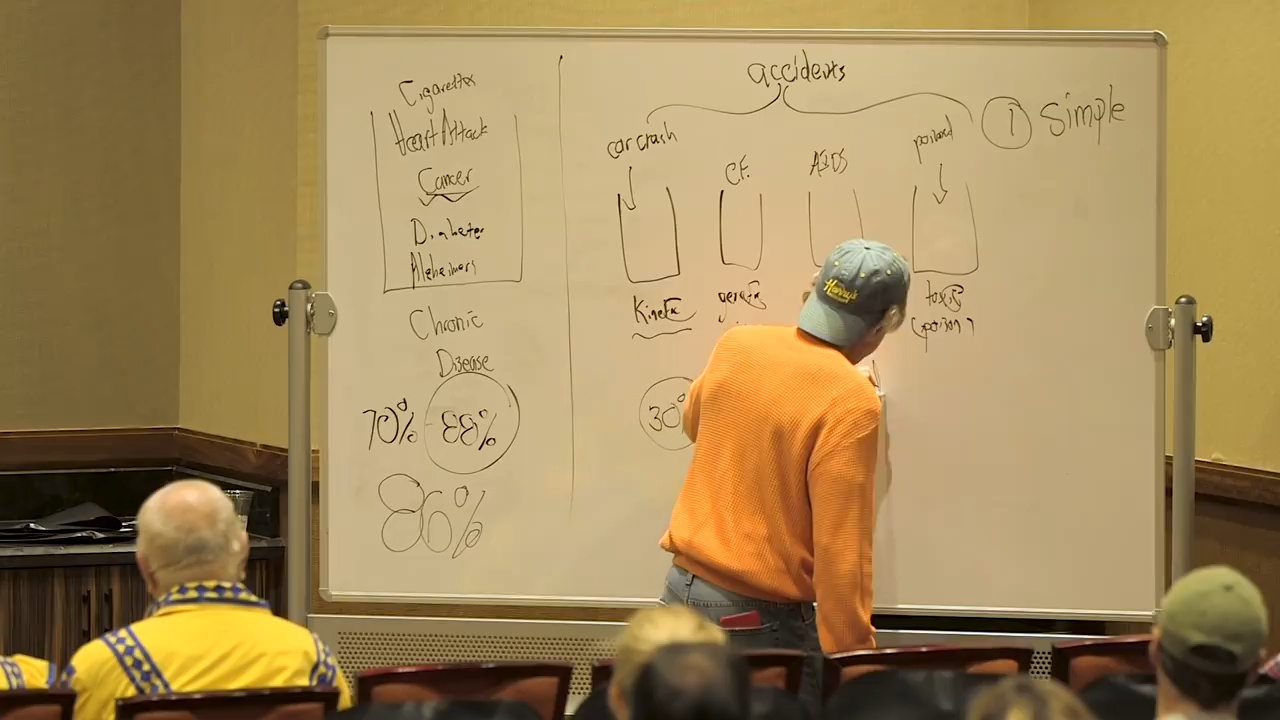 Cigarettes
Heart Attack
Cancer
Diabetes
Alzheimers
Chronic
Disease
70% 88%
86%
accidents
① Simple
car crash
C.F.
AIDS
Kinetic
genetic
toxic
(poison)
30%
Harry's